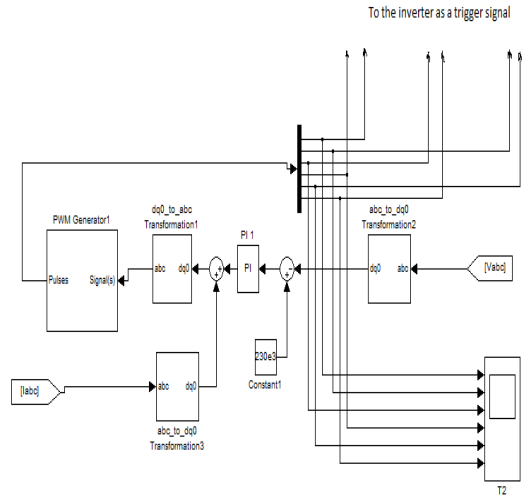 To the inverter as a trigger signal
dq0_to_abc
Transformation1
abc_to_dq0
Transformation2
PWM Generator1
PI 1
Pulses
Signal(s)
abc
dq0
+
+
PI
−
+
dq0
abc
[Vabc]
230e3
Constant1
[Iabc]
abc
dq0
abc_to_dq0
Transformation3
T2